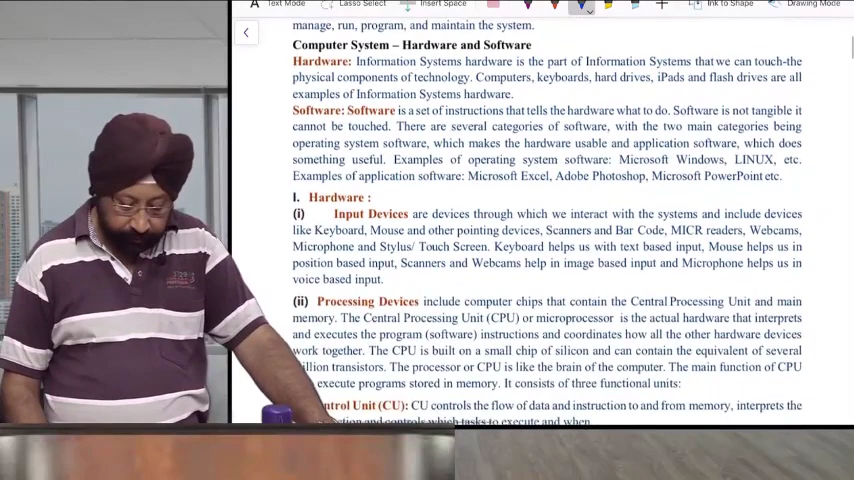 Text Mode Lasso Select Insert Space Ink to Shape Drawing Mode
manage, run, program, and maintain the system.
Computer System – Hardware and Software
Hardware: Information Systems hardware is the part of Information Systems that we can touch-the
physical components of technology. Computers, keyboards, hard drives, iPads and flash drives are all
examples of Information Systems hardware.
Software: Software is a set of instructions that tells the hardware what to do. Software is not tangible it
cannot be touched. There are several categories of software, with the two main categories being
operating system software, which makes the hardware usable and application software, which does
something useful. Examples of operating system software: Microsoft Windows, LINUX, etc.
Examples of application software: Microsoft Excel, Adobe Photoshop, Microsoft PowerPoint etc.
I. Hardware :
(i) Input Devices are devices through which we interact with the systems and include devices
like Keyboard, Mouse and other pointing devices, Scanners and Bar Code, MICR readers, Webcams,
Microphone and Stylus/ Touch Screen. Keyboard helps us with text based input, Mouse helps us in
position based input, Scanners and Webcams help in image based input and Microphone helps us in
voice based input.
(ii) Processing Devices include computer chips that contain the Central Processing Unit and main
memory. The Central Processing Unit (CPU) or microprocessor is the actual hardware that interprets
and executes the program (software) instructions and coordinates how all the other hardware devices
work together. The CPU is built on a small chip of silicon and can contain the equivalent of several
million transistors. The processor or CPU is like the brain of the computer. The main function of CPU
execute programs stored in memory. It consists of three functional units:
Control Unit (CU): CU controls the flow of data and instruction to and from memory, interprets the
and controls which tasks to execute and when